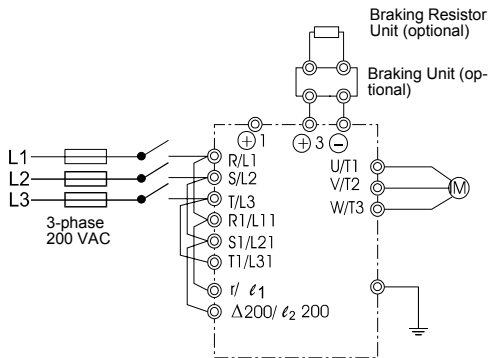 Braking Resistor
Unit (optional)
Braking Unit (op-
tional)
⊕1
⊕3
⊖
L1
L2
L3
3-phase
200 VAC
R/L1
S/L2
T/L3
R1/L11
S1/L21
T1/L31
r/ ℓ1
Δ200/ ℓ2 200
U/T1
V/T2
W/T3
M